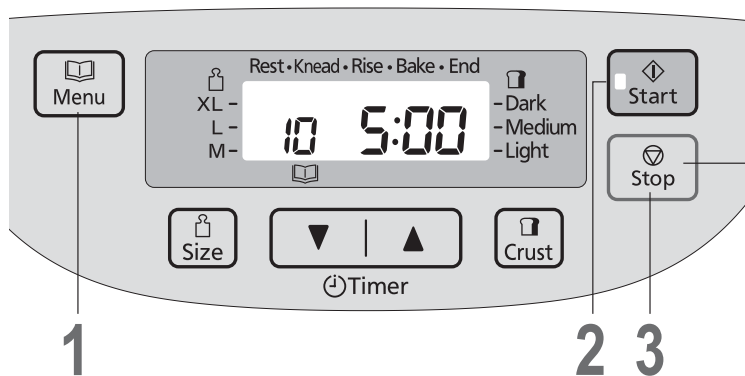 Menu
Rest • Knead • Rise • Bake • End
XL –
L –
M –
10 5:00
– Dark
– Medium
– Light
Start
Stop
Size
Timer
Crust
1
2
3